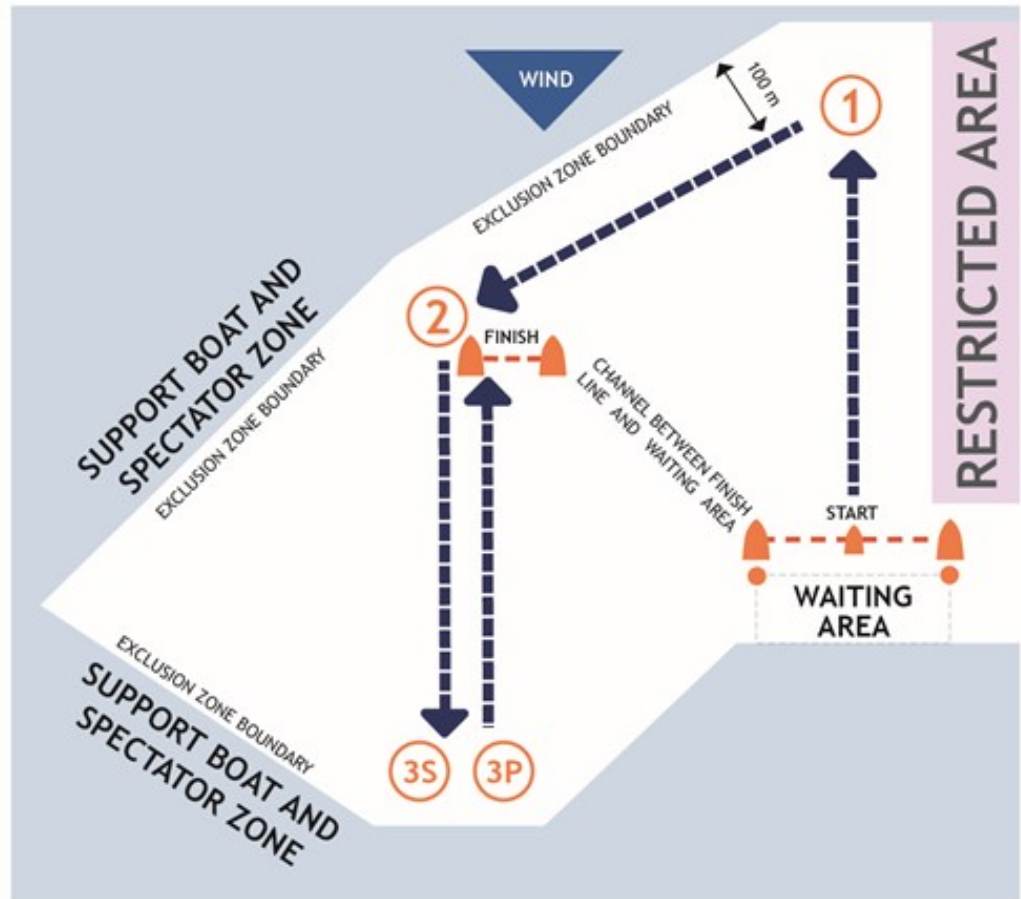 WIND
100 m
1
EXCLUSION ZONE BOUNDARY
RESTRICTED AREA
SUPPORT BOAT AND
SPECTATOR ZONE
EXCLUSION ZONE BOUNDARY
2
FINISH
CHANNEL BETWEEN FINISH
LINE AND WAITING AREA
START
WAITING
AREA
EXCLUSION ZONE BOUNDARY
SUPPORT BOAT AND
SPECTATOR ZONE
3S
3P